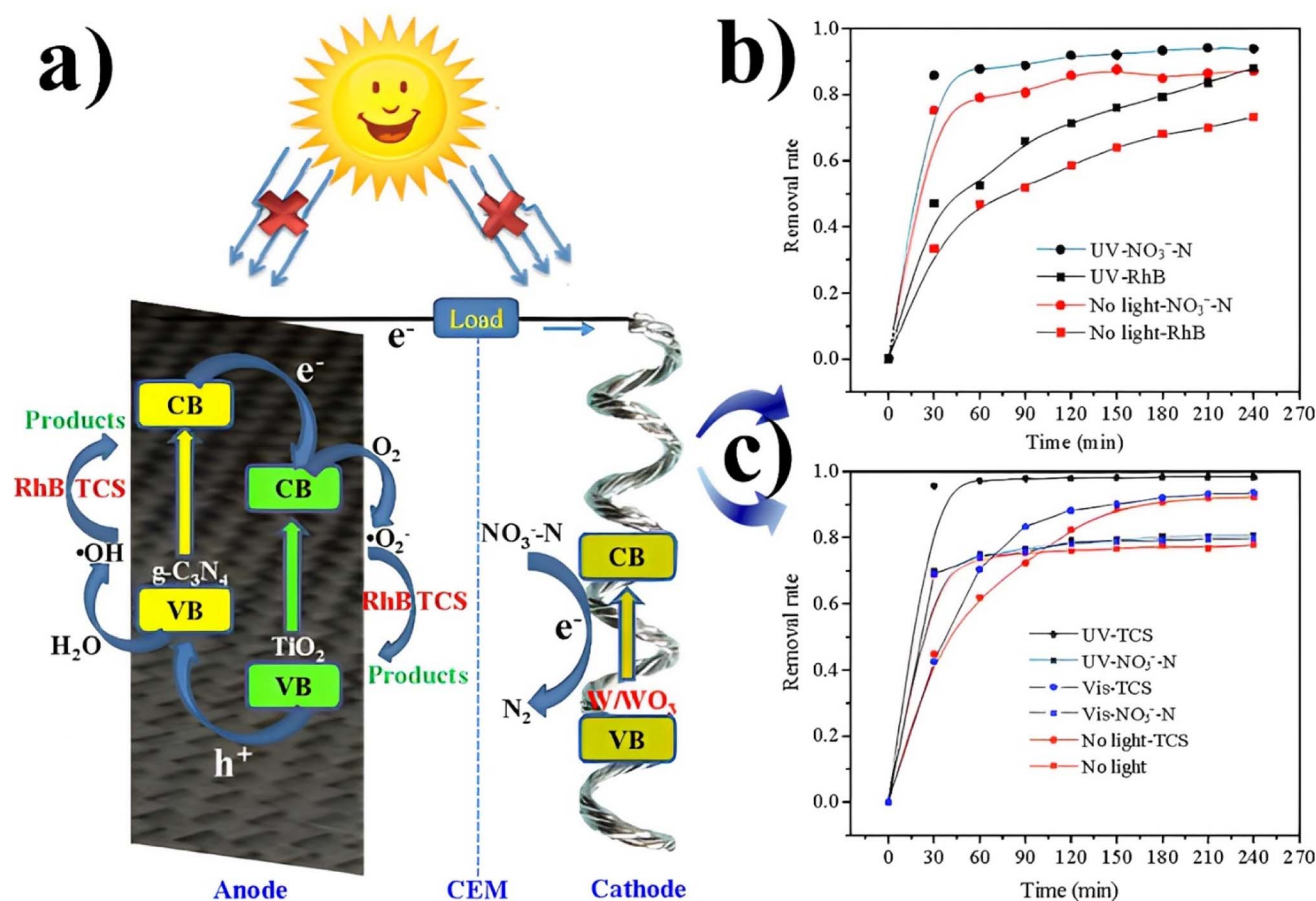 a)
Load
e⁻
e⁻
CB
Products
O₂
RhB TCS
CB
•O₂⁻
•OH
g-C₃N₄
VB
RhB TCS
H₂O
TiO₂
Products
VB
h⁺
NO₃⁻-N
CB
e⁻
N₂
W/WO₃
VB
Anode
CEM
Cathode
b)
Removal rate
1.0
0.8
0.6
0.4
0.2
0.0
UV-NO₃⁻-N
UV-RhB
No light-NO₃⁻-N
No light-RhB
0 30 60 90 120 150 180 210 240 270
Time (min)
c)
Removal rate
1.0
0.8
0.6
0.4
0.2
0.0
UV-TCS
UV-NO₃⁻-N
Vis-TCS
Vis-NO₃⁻-N
No light-TCS
No light
0 30 60 90 120 150 180 210 240 270
Time (min)